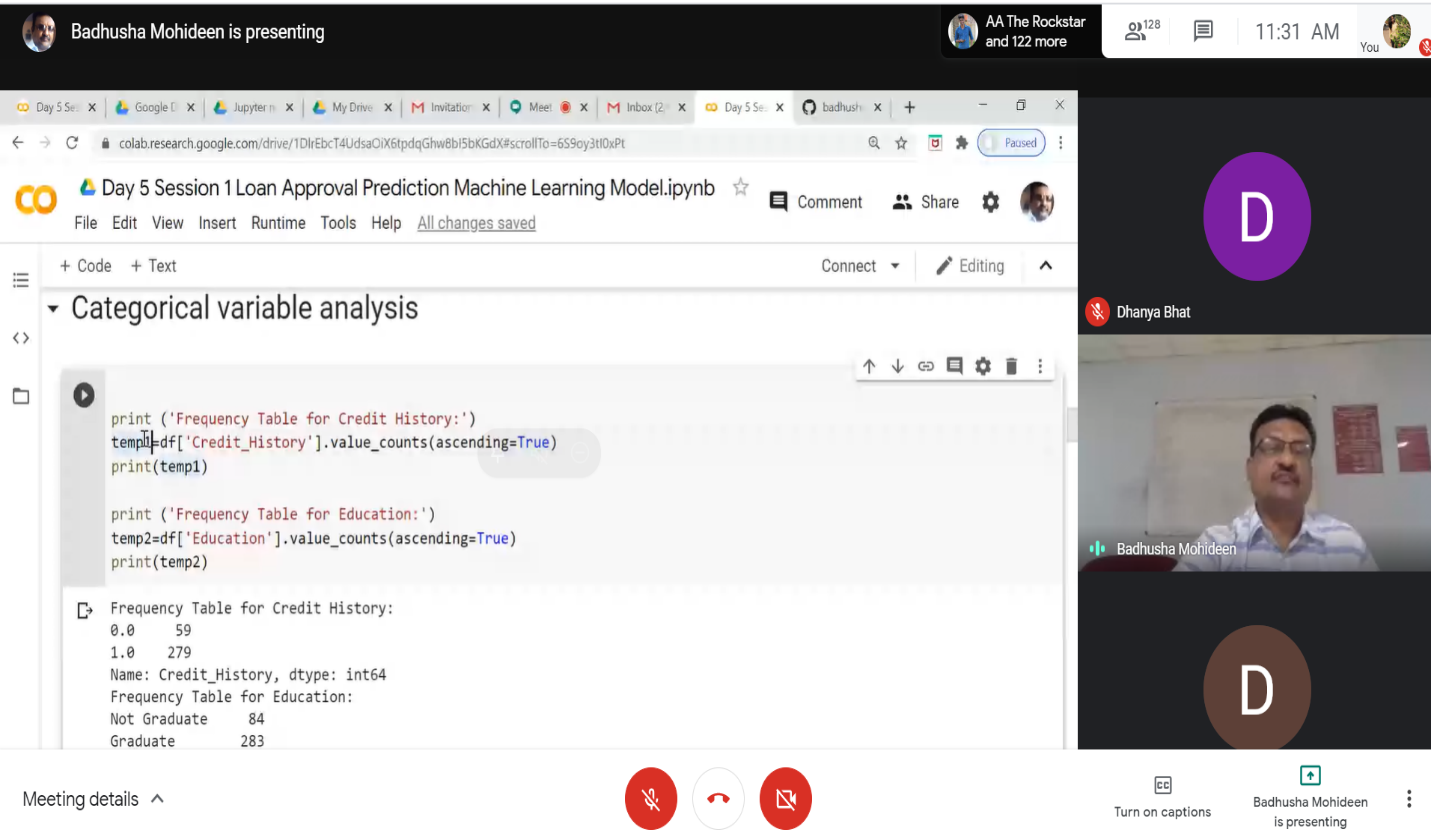 Badhusha Mohideen is presenting
AA The Rockstar
and 122 more
128
11:31 AM
You
Day 5 Se
Google D
Jupyter n
My Drive
Invitation
Meet
Inbox (2,
Day 5 Se
badhush
colab.research.google.com/drive/1DlrEbcT4UdsaOiX6tpdqGhw8bI5bKGdX#scrollTo=6S9oy3tI0xPt
Paused
CO Day 5 Session 1 Loan Approval Prediction Machine Learning Model.ipynb
Comment
Share
File Edit View Insert Runtime Tools Help All changes saved
+ Code + Text
Connect
Editing
Categorical variable analysis
print ('Frequency Table for Credit History:')
temp1=df['Credit_History'].value_counts(ascending=True)
print(temp1)
print ('Frequency Table for Education:')
temp2=df['Education'].value_counts(ascending=True)
print(temp2)
Frequency Table for Credit History:
0.0 59
1.0 279
Name: Credit_History, dtype: int64
Frequency Table for Education:
Not Graduate 84
Graduate 283
D
Dhanya Bhat
Badhusha Mohideen
D
Meeting details
CC
Turn on captions
Badhusha Mohideen
is presenting